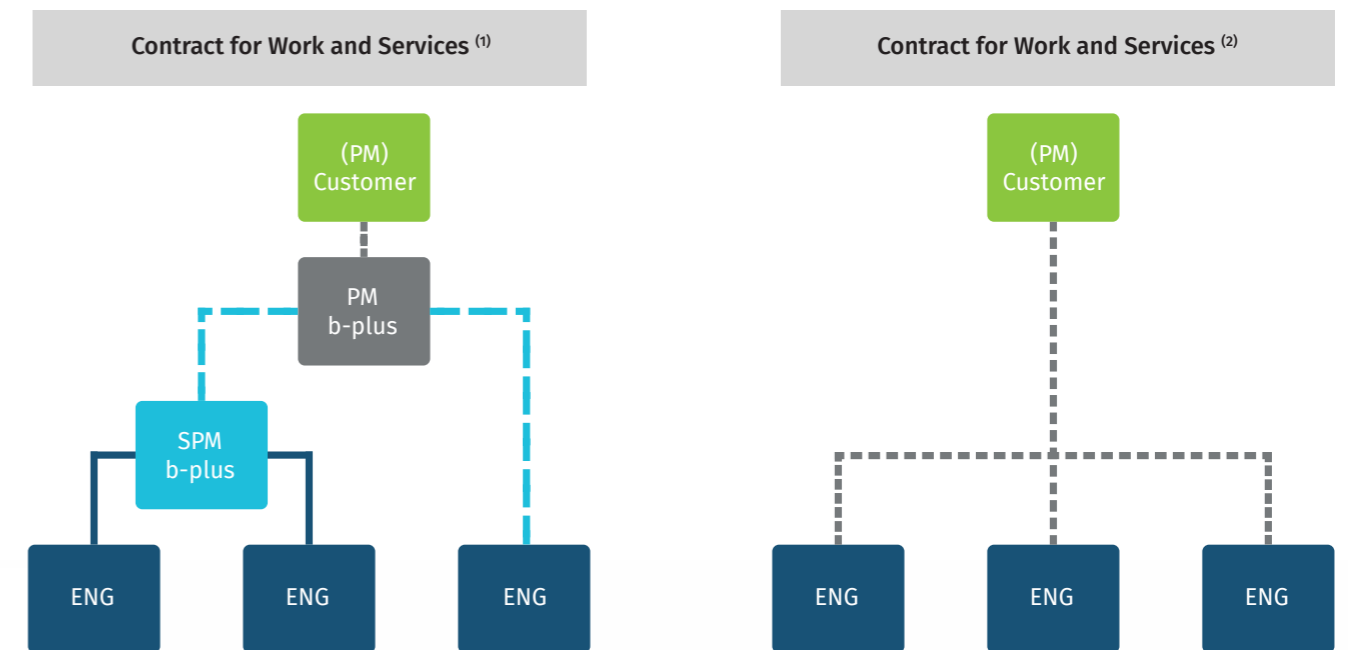 Contract for Work and Services (1)
(PM)
Customer
PM
b-plus
SPM
b-plus
ENG
ENG
ENG
Contract for Work and Services (2)
(PM)
Customer
ENG
ENG
ENG